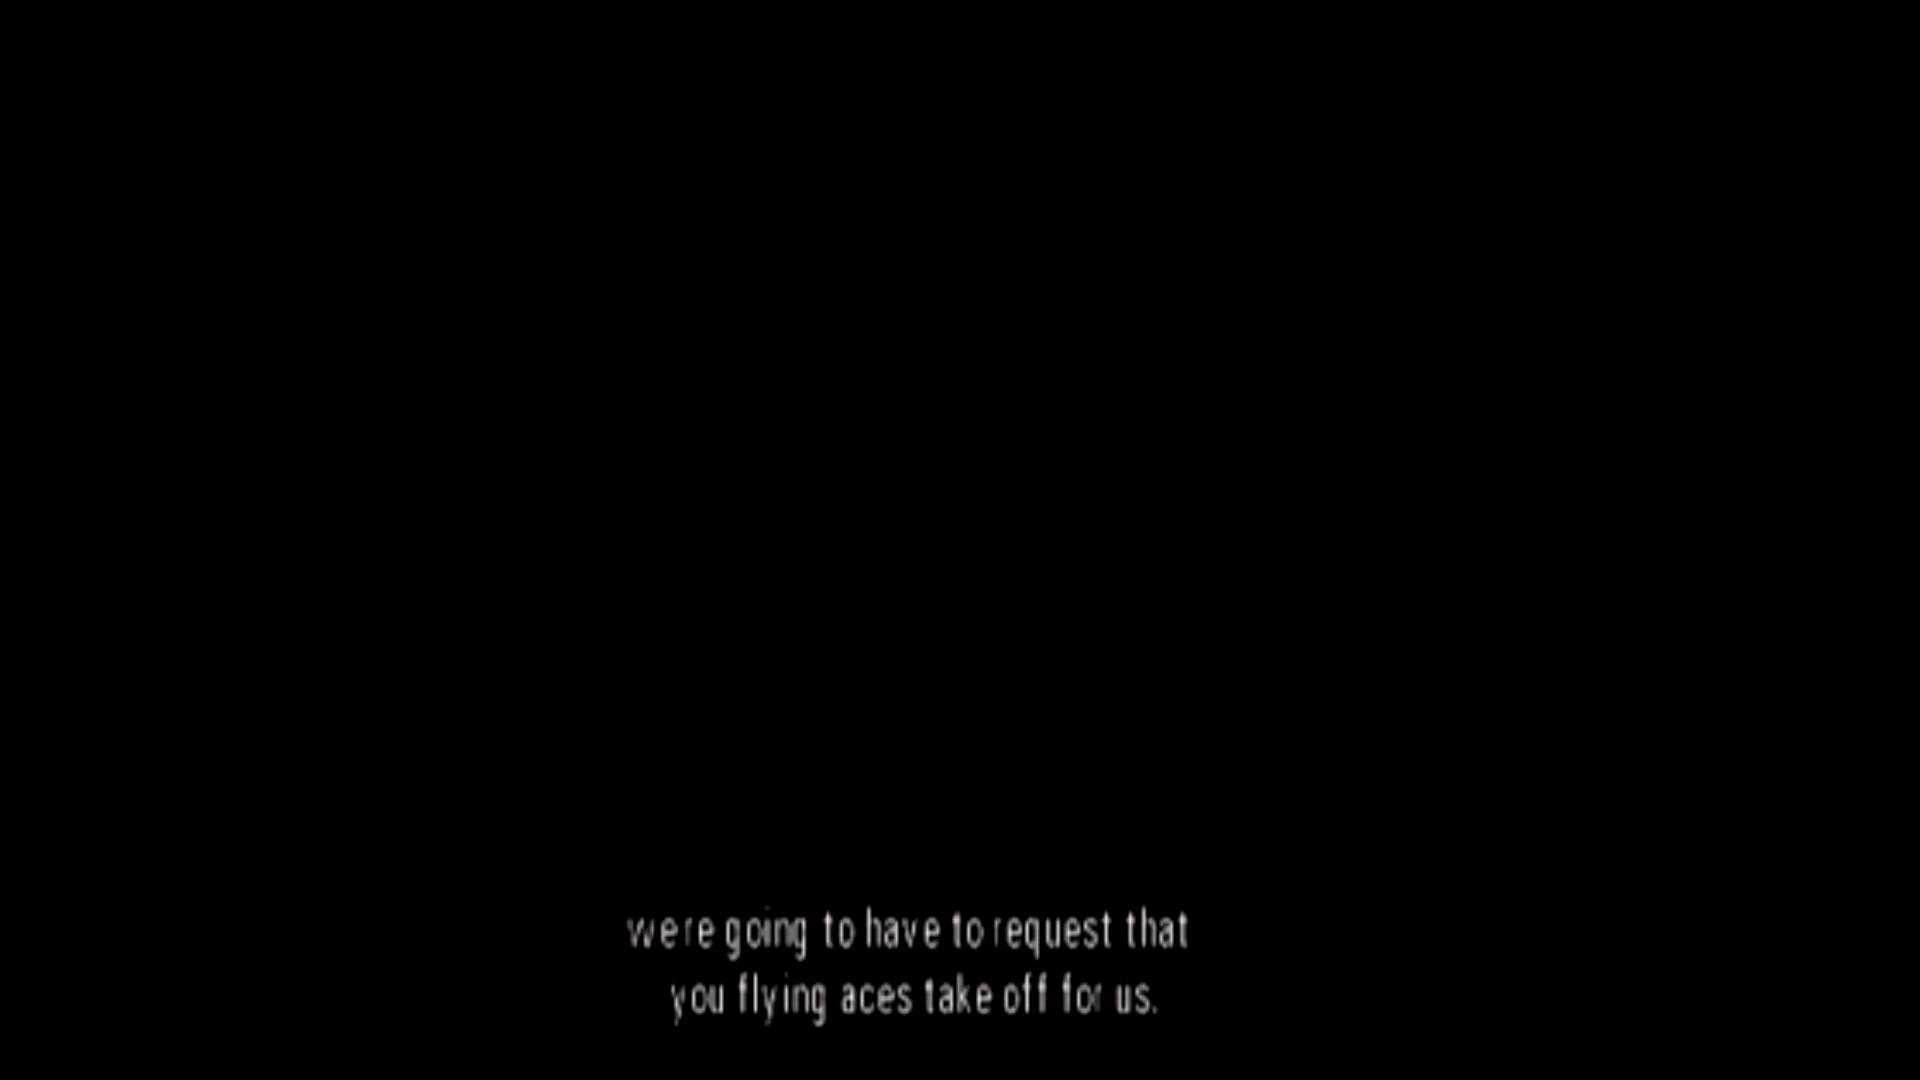 were going to have to request that
you flying aces take off for us.